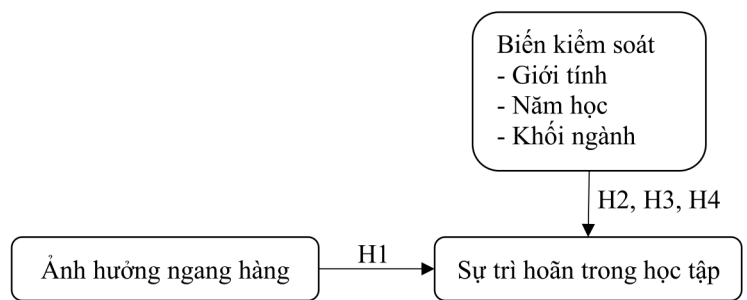 Biến kiểm soát
- Giới tính
- Năm học
- Khối ngành
H2, H3, H4
Ảnh hưởng ngang hàng
H1
Sự trì hoãn trong học tập